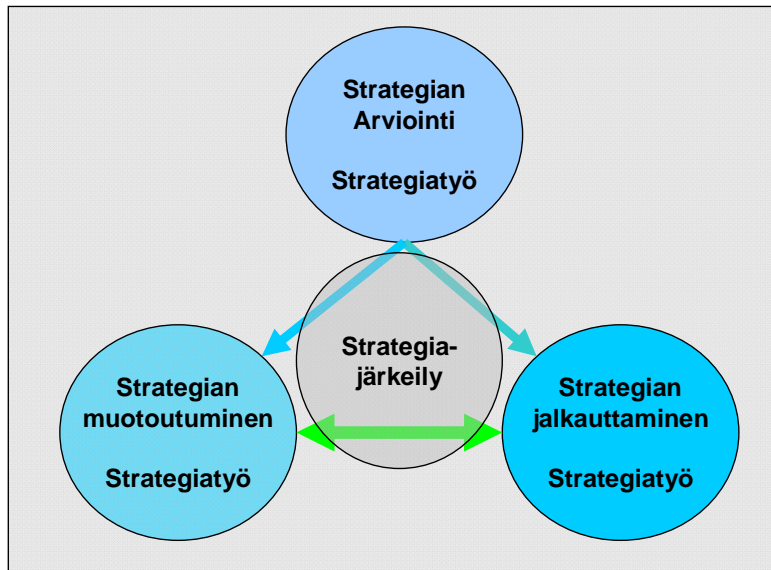 Strategian
Arviointi
Strategiatyö
Strategia-
järkeily
Strategian
muotoutuminen
Strategiatyö
Strategian
jalkauttaminen
Strategiatyö